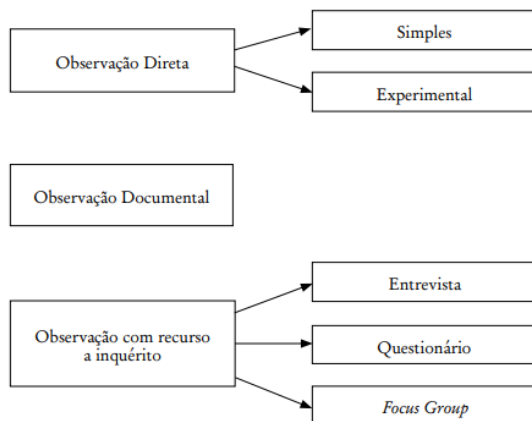 Observação Direta
Simples
Experimental
Observação Documental
Observação com recurso
a inquérito
Entrevista
Questionário
Focus Group